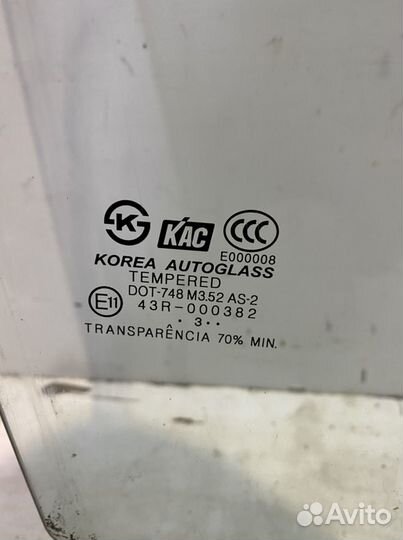 K KAC CCC
E000008
KOREA AUTOGLASS
TEMPERED
DOT-748 M3.52 AS-2
E11 43R-000382
· 3 ··
TRANSPARÊNCIA 70% MIN.
Avito